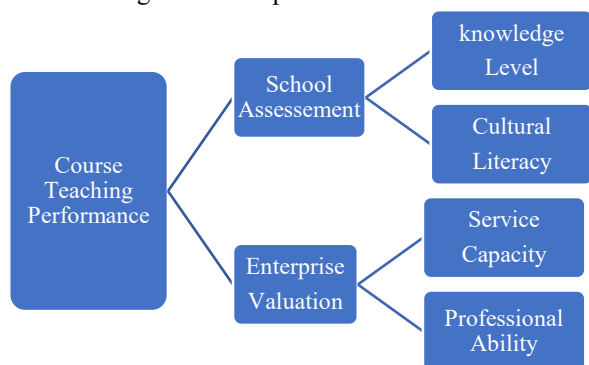 Course
Teaching
Performance
School
Assessement
Enterprise
Valuation
knowledge
Level
Cultural
Literacy
Service
Capacity
Professional
Ability